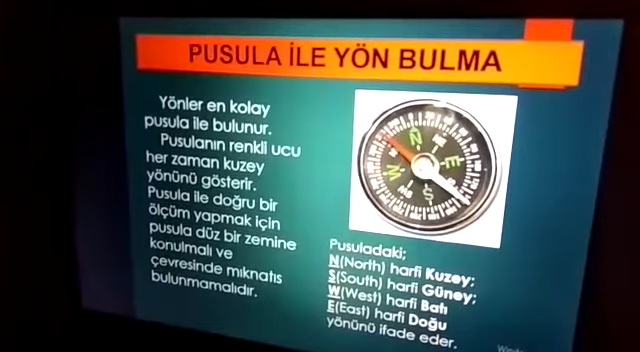 PUSULA İLE YÖN BULMA
Yönler en kolay
pusula ile bulunur.
Pusulanın renkli ucu
her zaman kuzey
yönünü gösterir.
Pusula ile doğru bir
ölçüm yapmak için
pusula düz bir zemine
konulmalı ve
çevresinde mıknatıs
bulunmamalıdır.
N
NE
E
S
SW
W
Pusuladaki;
N(North) harfi Kuzey;
S(South) harfi Güney;
W(West) harfi Batı
E(East) harfi Doğu
yönünü ifade eder.